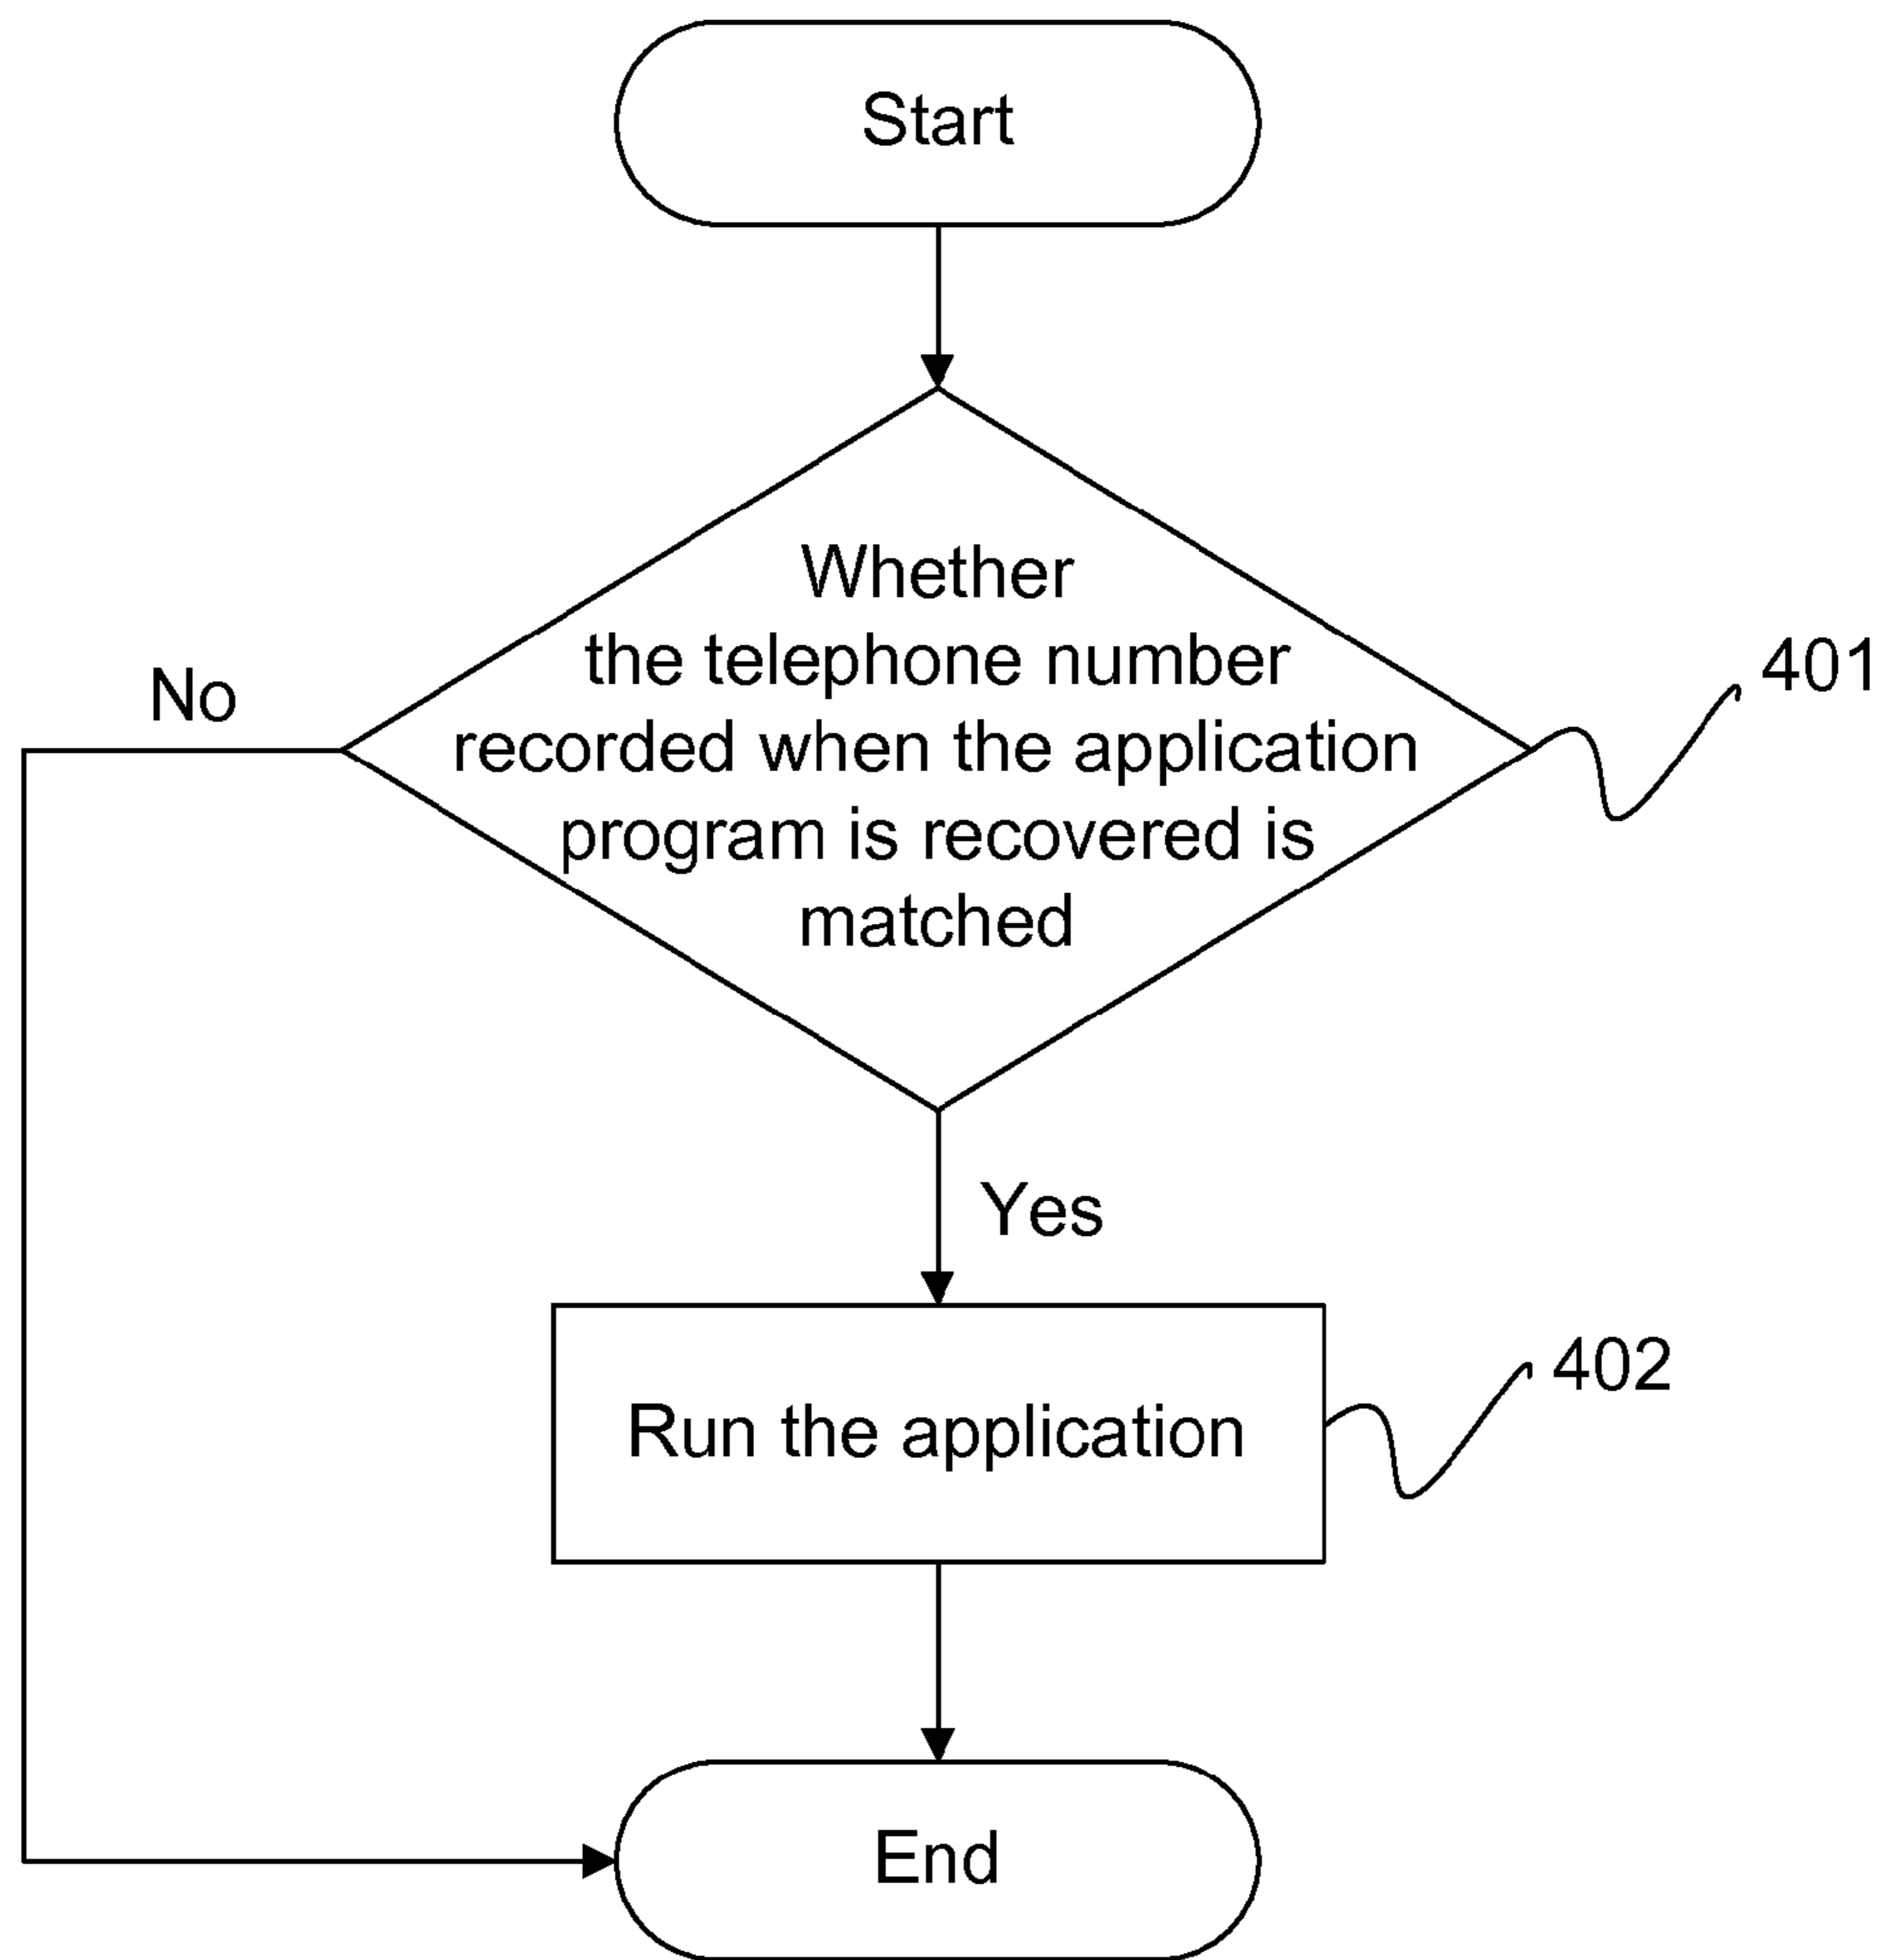 Start
Whether
the telephone number
recorded when the application
program is recovered is
matched
401
No
Yes
Run the application
402
End